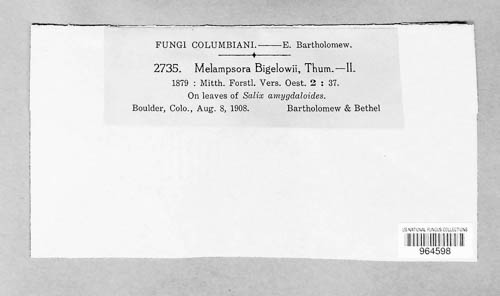 FUNGI COLUMBIANI.——E. Bartholomew.
2735. Melampsora Bigelowii, Thum.—II.
1879 : Mitth. Forstl. Vers. Oest. 2 : 37.
On leaves of Salix amygdaloides.
Boulder, Colo., Aug. 8, 1908. Bartholomew & Bethel
US NATIONAL FUNGUS COLLECTIONS
964598